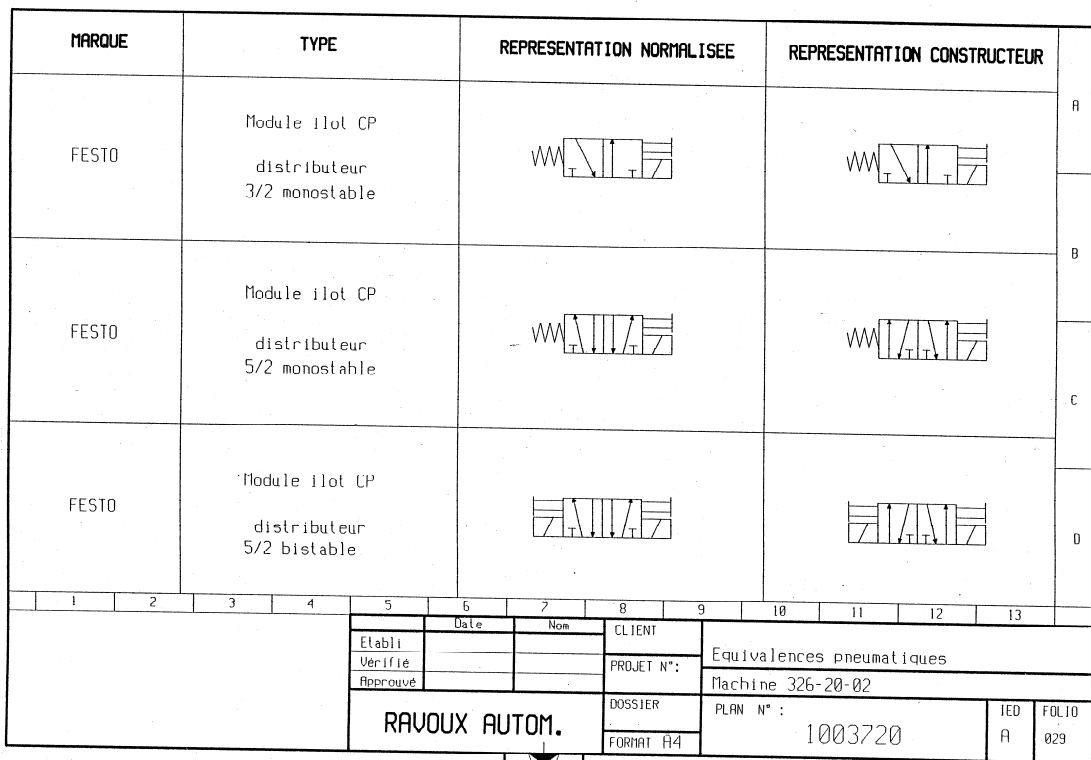 MARQUE TYPE REPRESENTATION NORMALISEE REPRESENTATION CONSTRUCTEUR
A
Module ilot CP
FESTO
distributeur
3/2 monostable
B
Module ilot CP
FESTO
distributeur
5/2 monostable
C
Module ilot CP
FESTO
distributeur
5/2 bistable
D
1 2 3 4 5 6 7 8 9 10 11 12 13
Date Nom
Etabli
Vérifié
Approuvé
CLIENT
PROJET N°:
Equivalences pneumatiques
Machine 326-20-02
RAVOUX AUTOM.
DOSSIER
FORMAT A4
PLAN N° :
1003720
IED
A
FOLIO
029